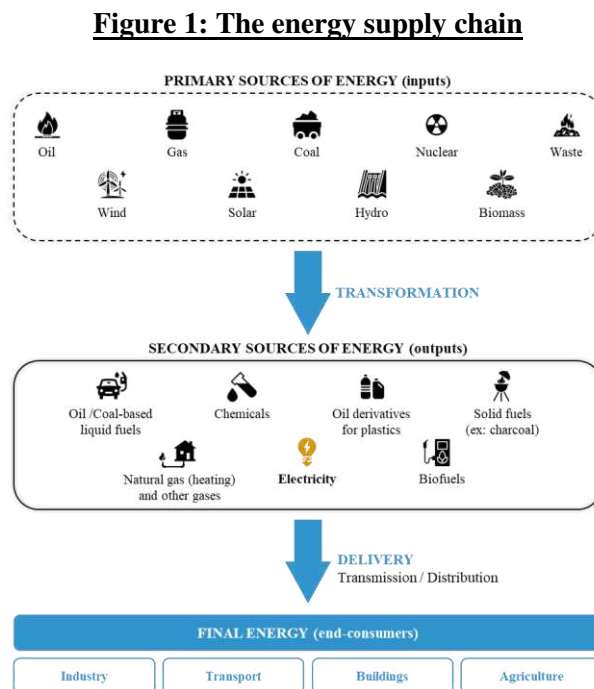 Figure 1: The energy supply chain
PRIMARY SOURCES OF ENERGY (inputs)
Oil
Gas
Coal
Nuclear
Waste
Wind
Solar
Hydro
Biomass
TRANSFORMATION
SECONDARY SOURCES OF ENERGY (outputs)
Oil /Coal-based
liquid fuels
Chemicals
Oil derivatives
for plastics
Solid fuels
(ex: charcoal)
Natural gas (heating)
and other gases
Electricity
Biofuels
DELIVERY
Transmission / Distribution
FINAL ENERGY (end-consumers)
Industry
Transport
Buildings
Agriculture